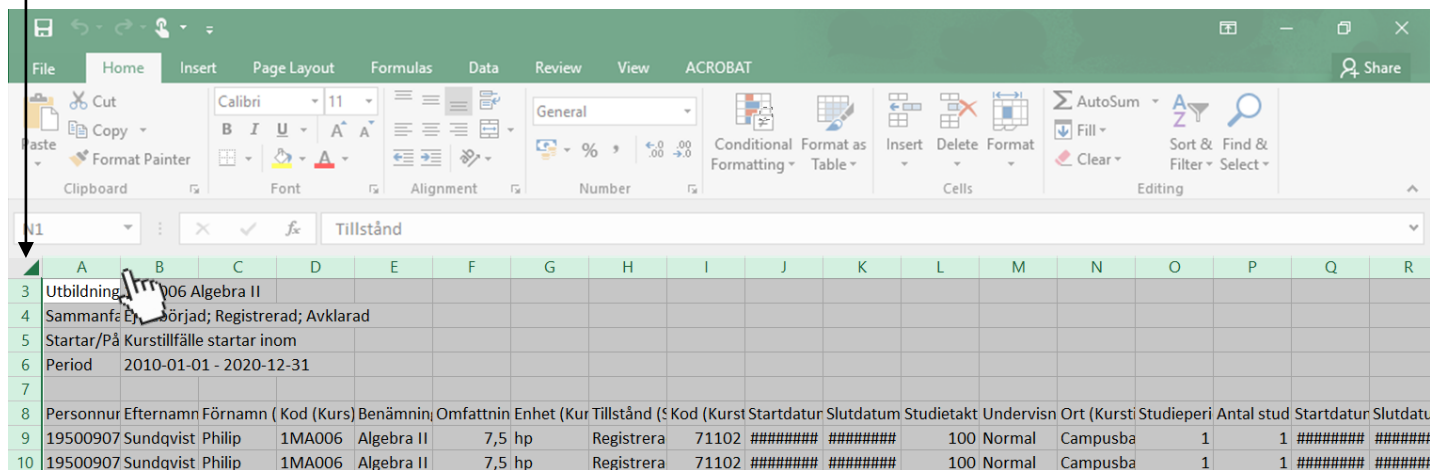 File Home Insert Page Layout Formulas Data Review View ACROBAT Share
Cut Calibri 11 General AutoSum
Copy B I U A A Fill
Paste Format Painter A % , Conditional Formatting Format as Table Insert Delete Format Clear Sort & Filter Find & Select
Clipboard Font Alignment Number Cells Editing
N1 fx Tillstånd
A B C D E F G H I J K L M N O P Q R
3 Utbildning 006 Algebra II
4 Sammanfa börjad; Registrerad; Avklarad
5 Startar/På Kurstillfälle startar inom
6 Period 2010-01-01 - 2020-12-31
7
8 Personnur Efternamn Förnamn ( Kod (Kurs) Benämnin Omfattnin Enhet (Kur Tillstånd (S Kod (Kurst Startdatur Slutdatum Studietakt Undervisn Ort (Kursti Studieperi Antal stud Startdatur Slutdatu
9 19500907 Sundqvist Philip 1MA006 Algebra II 7,5 hp Registrera 71102 ######## ######## 100 Normal Campusba 1 1 ######## #######
10 19500907 Sundqvist Philip 1MA006 Algebra II 7,5 hp Registrera 71102 ######## ######## 100 Normal Campusba 1 1 ######## #######